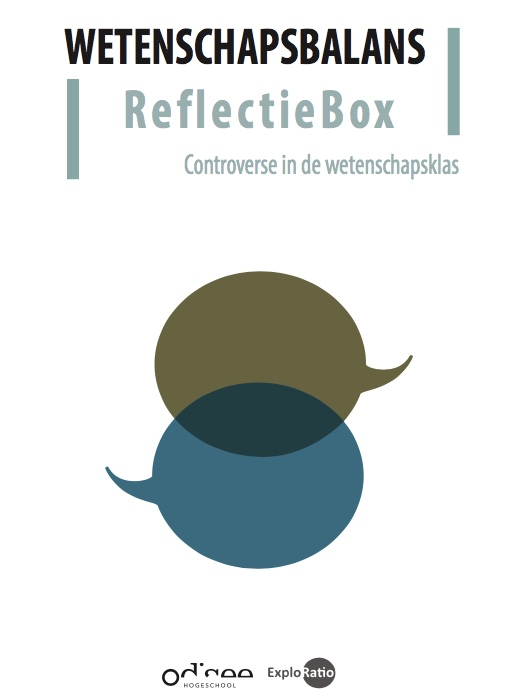 WETENSCHAPSBALANS
ReflectieBox
Controverse in de wetenschapsklas
odisee
HOGESCHOOL
ExploRatio